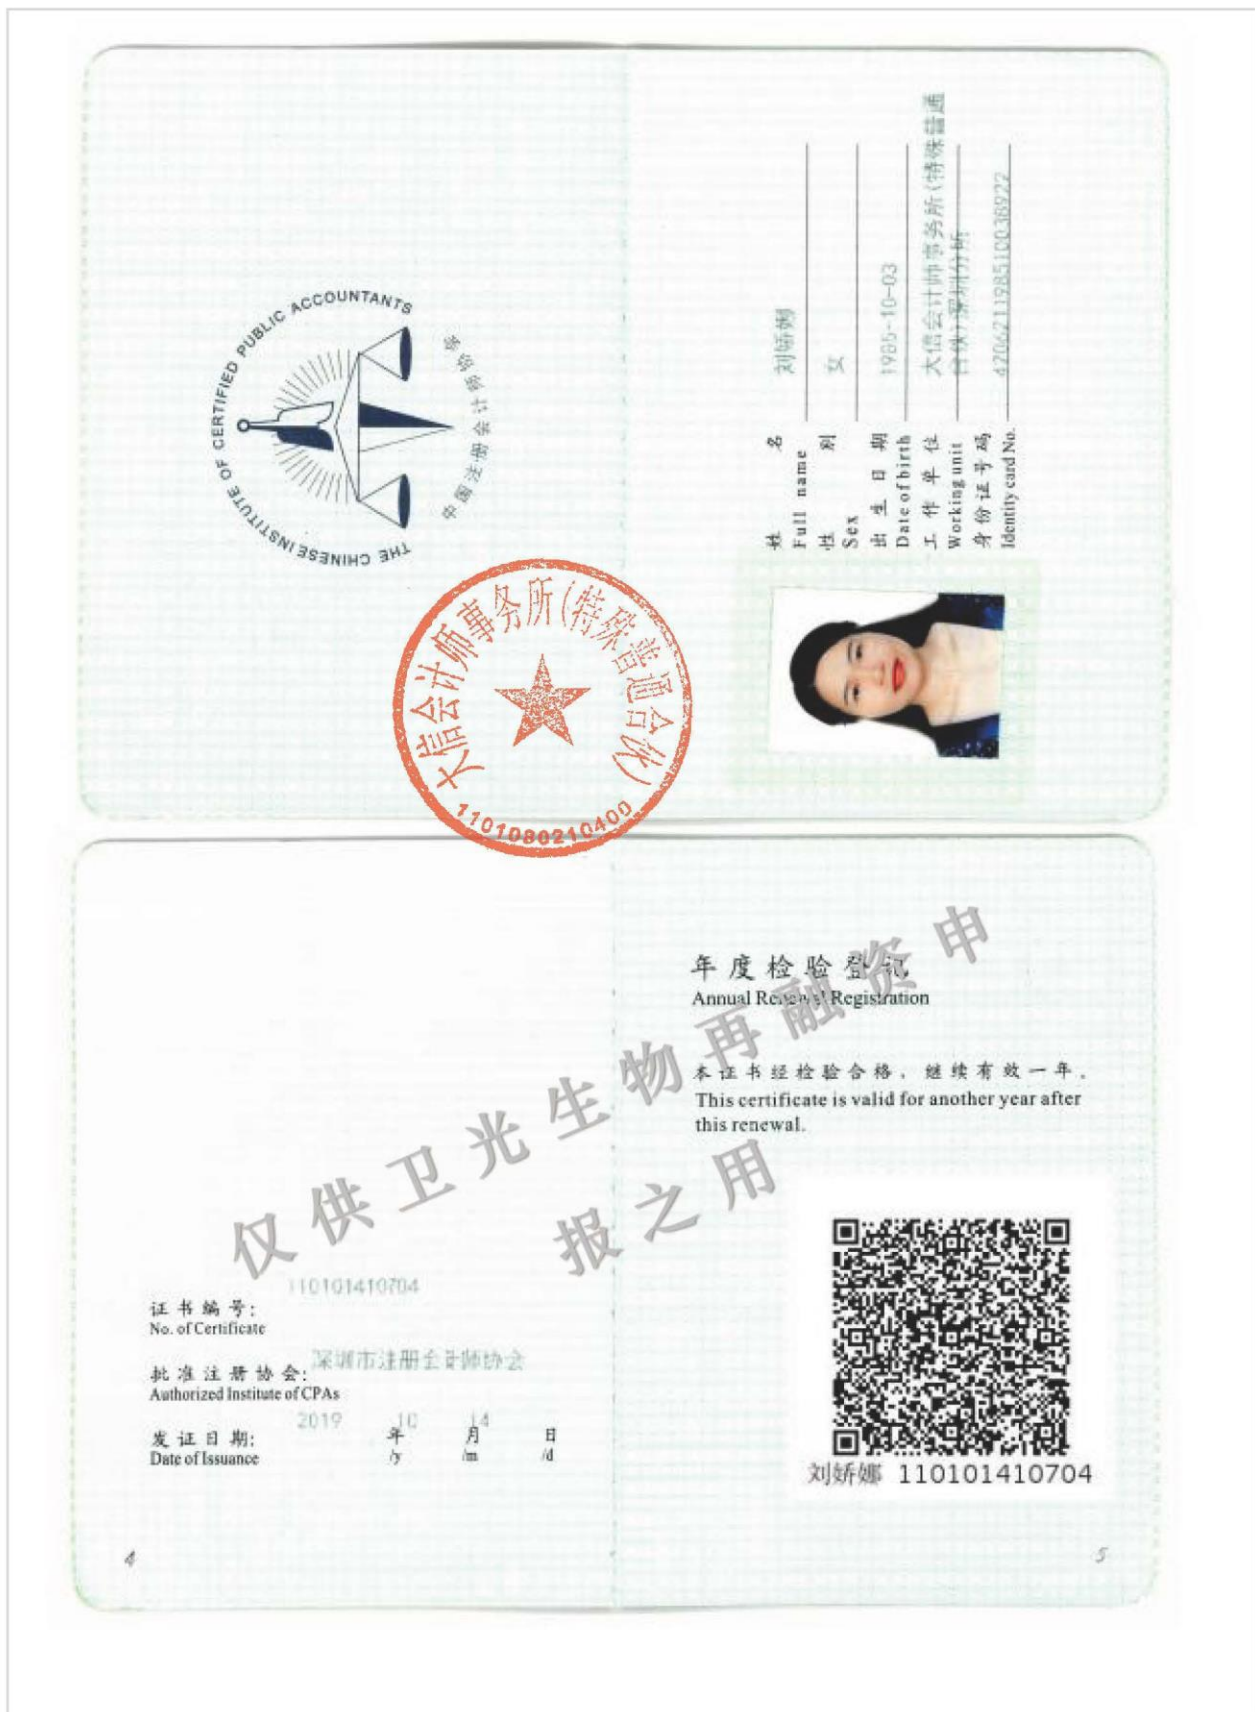 THE CHINESE INSTITUTE OF CERTIFIED PUBLIC ACCOUNTANTS
中国注册会计师协会
姓 名 刘娇娜
Full name
性 别 女
Sex
出 生 日 期 1985-10-03
Date of birth
工 作 单 位 大信会计师事务所(特殊普通
Working unit 合伙)深圳分所
身份证号码 420621198510038922
Identity card No.
大信会计师事务所(特殊普通合伙)
1101080210400
年度检验登记
Annual Renewal Registration
本证书经检验合格，继续有效一年。
This certificate is valid for another year after
this renewal.
仅供卫光生物再融资申
报之用
证书编号: 110101410704
No. of Certificate
批准注册协会: 深圳市注册会计师协会
Authorized Institute of CPAs
发证日期: 2019 年 10 月 14 日
Date of Issuance /y /m /d
刘娇娜 110101410704
4
5